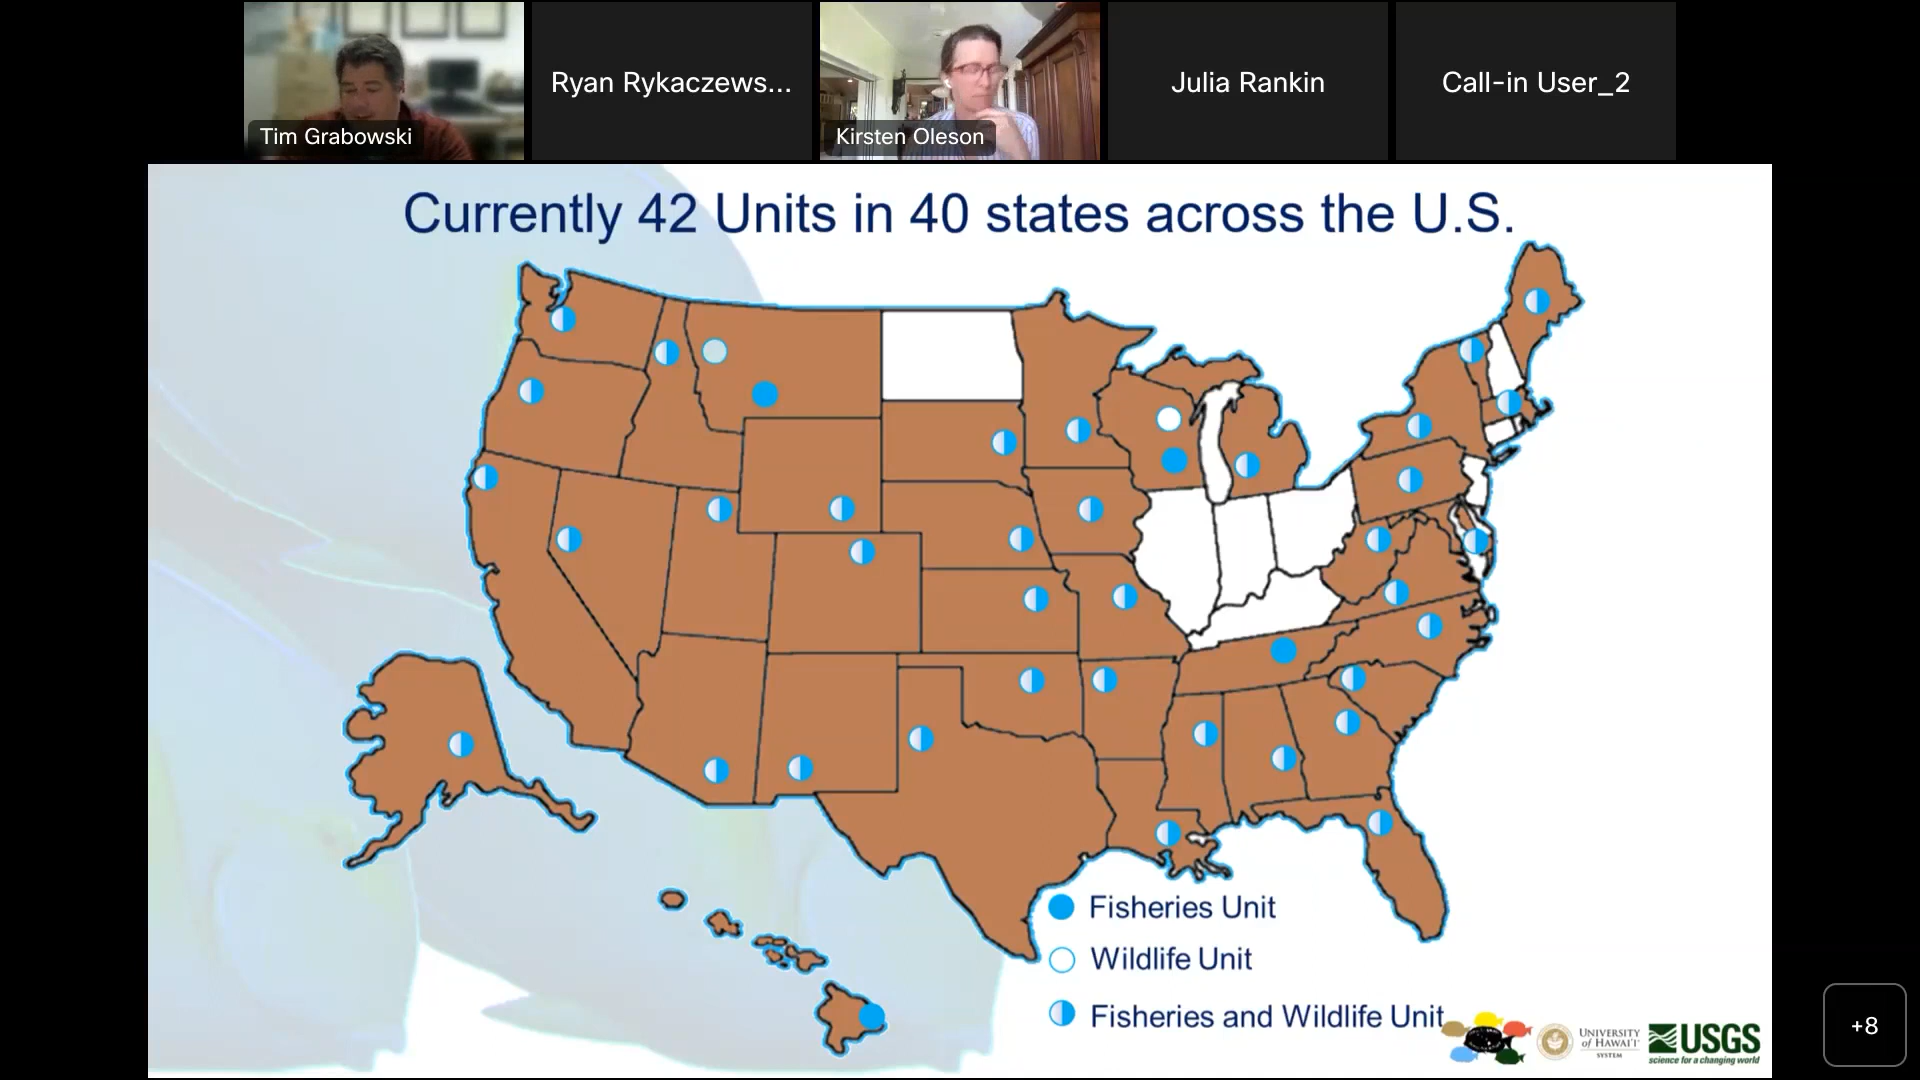 Tim Grabowski
Ryan Rykaczews...
Kirsten Oleson
Julia Rankin
Call-in User_2
Currently 42 Units in 40 states across the U.S.
Fisheries Unit
Wildlife Unit
Fisheries and Wildlife Unit
UNIVERSITY
of HAWAI'I
SYSTEM
USGS
science for a changing world
+8